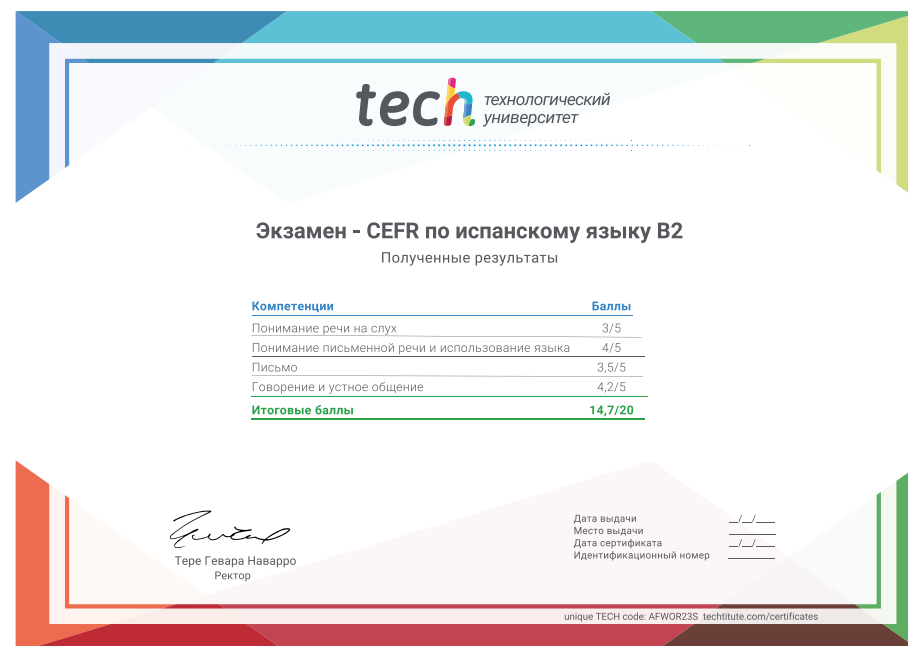 tech технологический
университет
Экзамен - CEFR по испанскому языку B2
Полученные результаты
Компетенции Баллы
Понимание речи на слух 3/5
Понимание письменной речи и использование языка 4/5
Письмо 3,5/5
Говорение и устное общение 4,2/5
Итоговые баллы 14,7/20
Тере Гевара Наварро
Ректор
Дата выдачи __/__/____
Место выдачи ________
Дата сертификата __/__/____
Идентификационный номер ________
unique TECH code: AFWOR23S techtitute.com/certificates